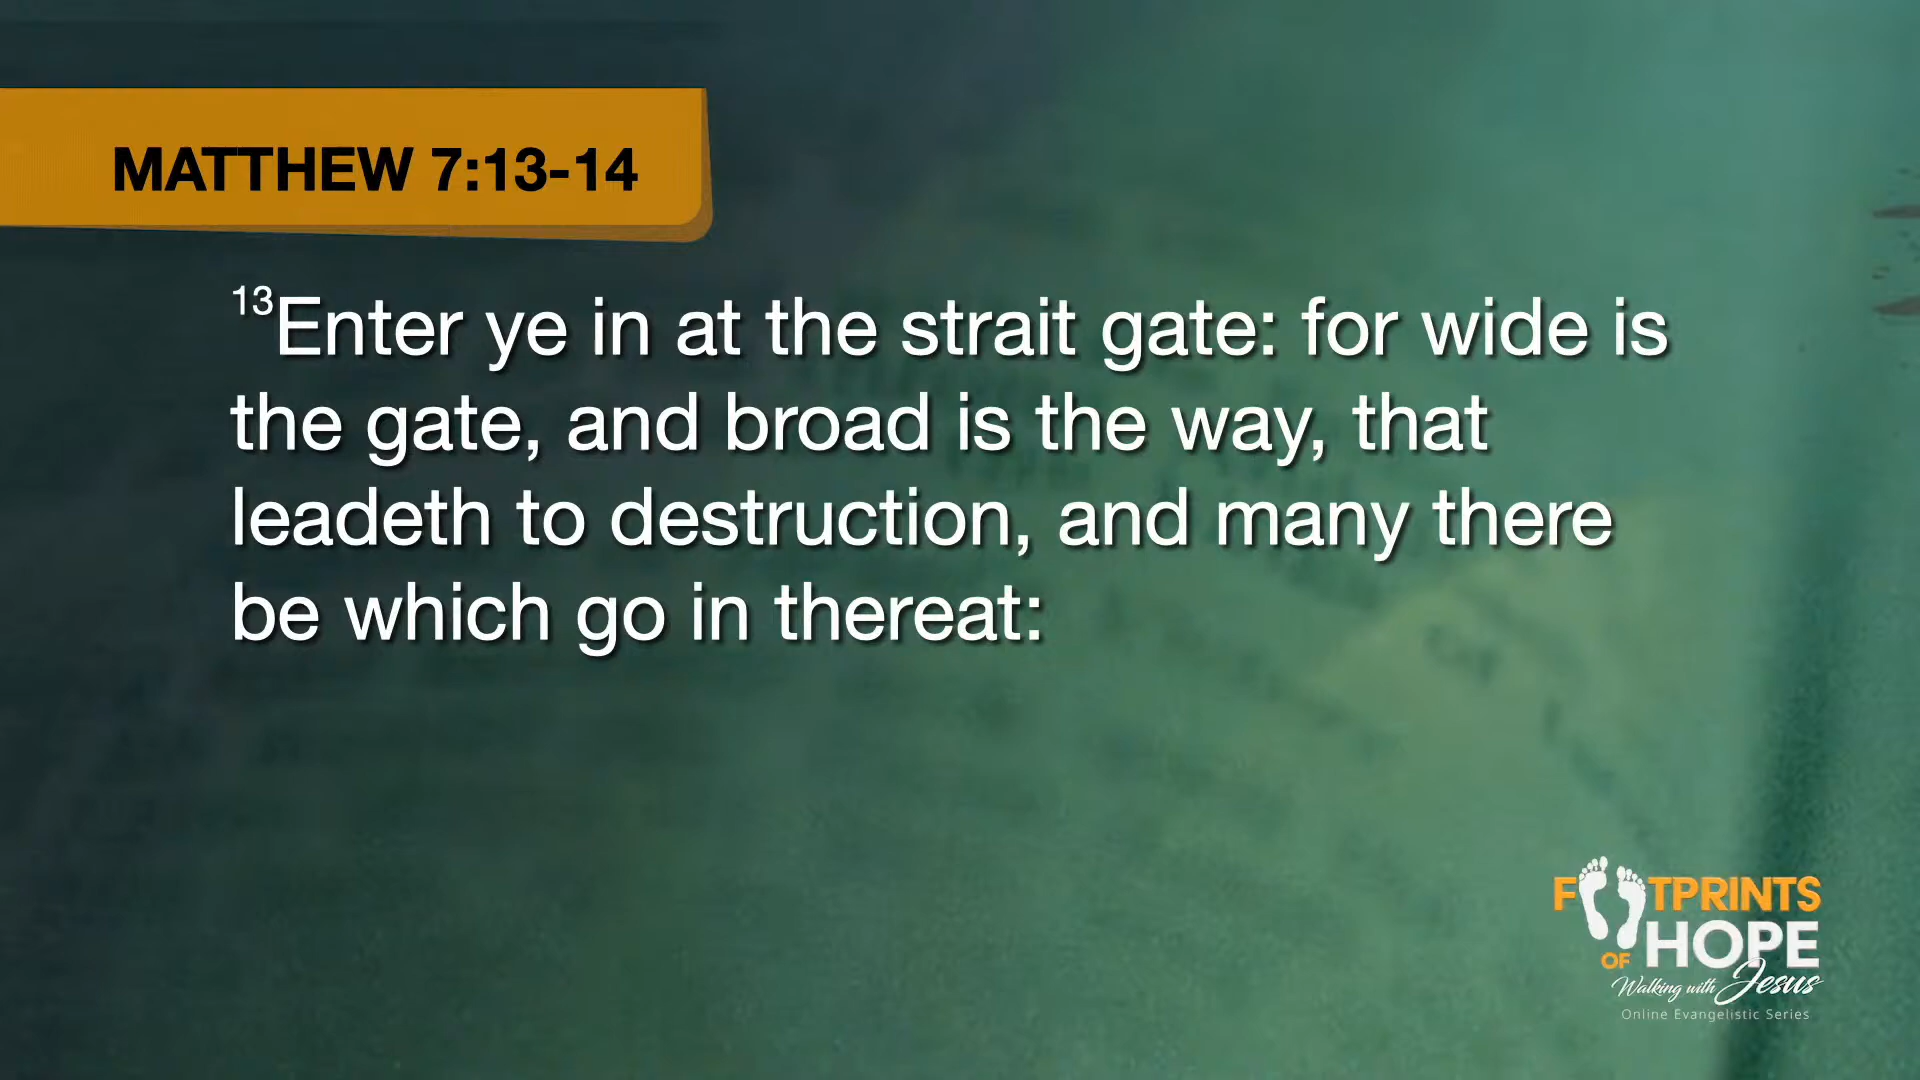 MATTHEW 7:13-14
13Enter ye in at the strait gate: for wide is
the gate, and broad is the way, that
leadeth to destruction, and many there
be which go in thereat:
FOOTPRINTS
OF HOPE
Walking with Jesus
Online Evangelistic Series